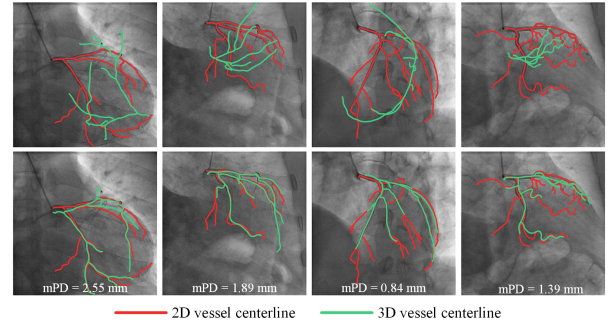 mPD = 2.55 mm
mPD = 1.89 mm
mPD = 0.84 mm
mPD = 1.39 mm
2D vessel centerline
3D vessel centerline